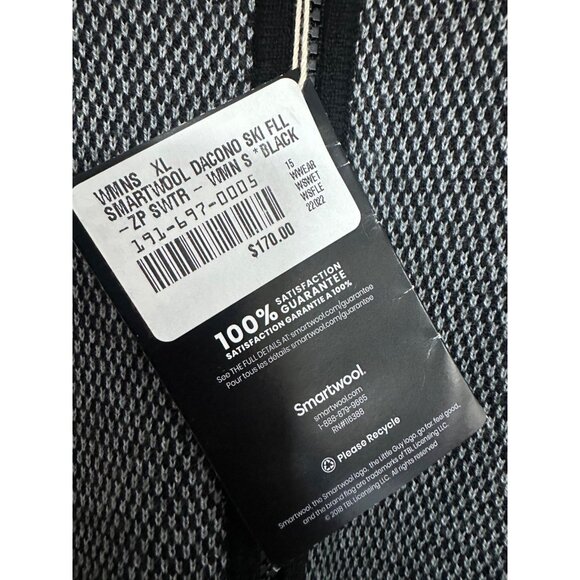 WMNS XL
SMARTWOOL DACONO SKI FLL
-ZP SWTR - WMN S * BLACK
191-697-0005
15
WWEAR
WSWET
WSFLE
22U22
$170.00
100% SATISFACTION GUARANTEE
SATISFACTION GARANTIE A 100%
See THE FULL DETAILS AT: smartwool.com/guarantee
Pour tous les détails: smartwool.com/guarantee
Smartwool
smartwool.com
1-888-879-9665
RN#116388
Please Recycle
Smartwool, the Smartwool logo, the Little Guy logo, go far feel good,
and the brand flag are trademarks of TBL Licensing LLC.
© 2018 TBL Licensing LLC. All rights reserved